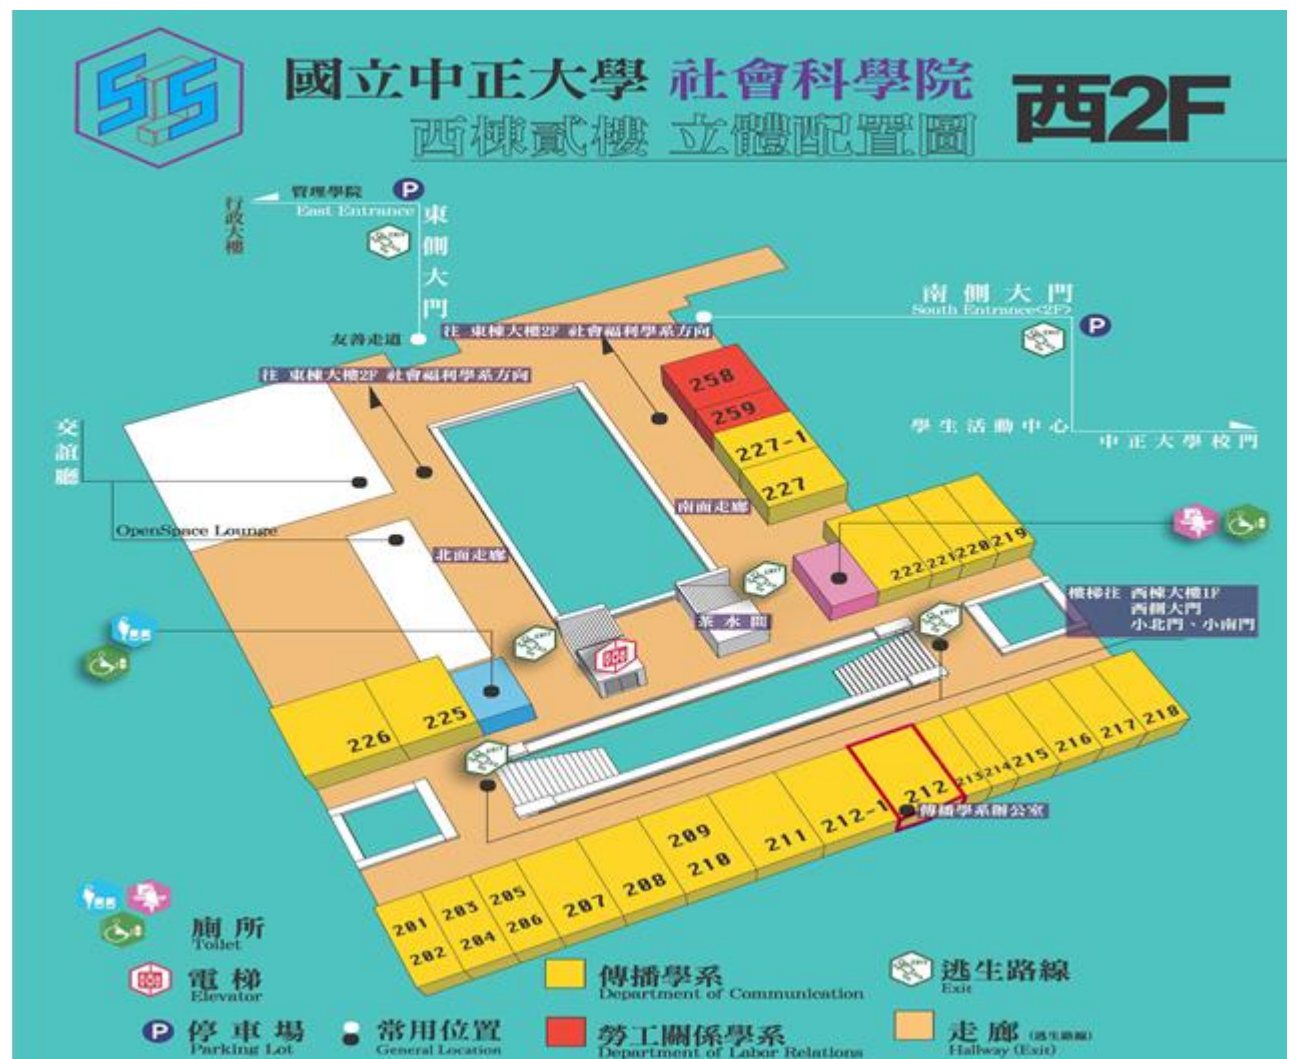 SIS
國立中正大學 社會科學院
西棟貳樓 立體配置圖
西2F
管理學院
P
East Entrance
行政大樓
東側大門
友善走道
往 東棟大樓2F 社會福利學系方向
往 東棟大樓2F 社會福利學系方向
南側大門
South Entrance<2F>
P
學生活動中心
中正大學校門
交誼廳
OpenSpace Lounge
258
259
227-1
227
南面走廊
北面走廊
222
221
220
219
茶水間
樓梯往 西棟大樓1F
西側大門
小北門、小南門
226
225
218
217
216
215
214
213
212
傳播學系辦公室
212-1
211
209
210
208
207
205
206
203
204
201
202
廁所
Toilet
電梯
Elevator
P
停車場
Parking Lot
常用位置
General Location
傳播學系
Department of Communication
勞工關係學系
Department of Labor Relations
逃生路線
Exit
走廊 (逃生路線)
Hallway (Exit)